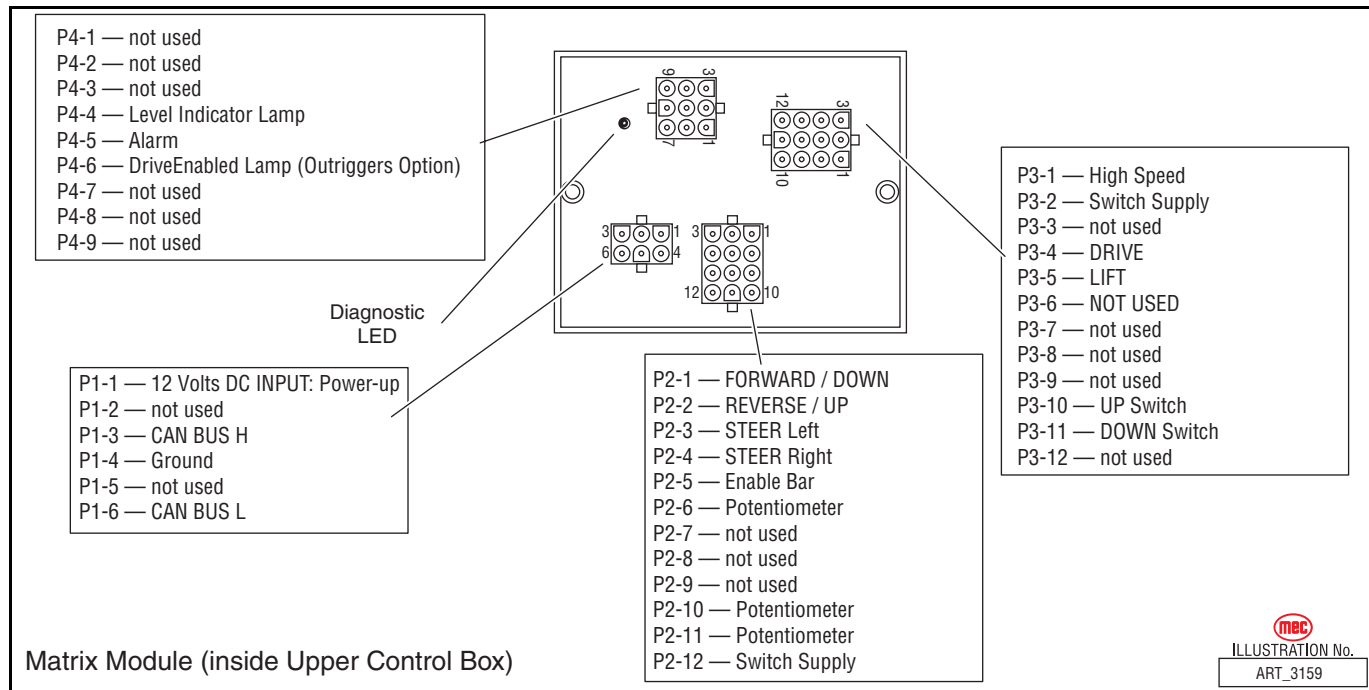 P4-1 — not used
P4-2 — not used
P4-3 — not used
P4-4 — Level Indicator Lamp
P4-5 — Alarm
P4-6 — DriveEnabled Lamp (Outriggers Option)
P4-7 — not used
P4-8 — not used
P4-9 — not used
9 3
7 1
12 3
10 1
3 1
6 4
3 1
12 10
Diagnostic
LED
P3-1 — High Speed
P3-2 — Switch Supply
P3-3 — not used
P3-4 — DRIVE
P3-5 — LIFT
P3-6 — NOT USED
P3-7 — not used
P3-8 — not used
P3-9 — not used
P3-10 — UP Switch
P3-11 — DOWN Switch
P3-12 — not used
P1-1 — 12 Volts DC INPUT: Power-up
P1-2 — not used
P1-3 — CAN BUS H
P1-4 — Ground
P1-5 — not used
P1-6 — CAN BUS L
P2-1 — FORWARD / DOWN
P2-2 — REVERSE / UP
P2-3 — STEER Left
P2-4 — STEER Right
P2-5 — Enable Bar
P2-6 — Potentiometer
P2-7 — not used
P2-8 — not used
P2-9 — not used
P2-10 — Potentiometer
P2-11 — Potentiometer
P2-12 — Switch Supply
Matrix Module (inside Upper Control Box)
mec
ILLUSTRATION No.
ART_3159